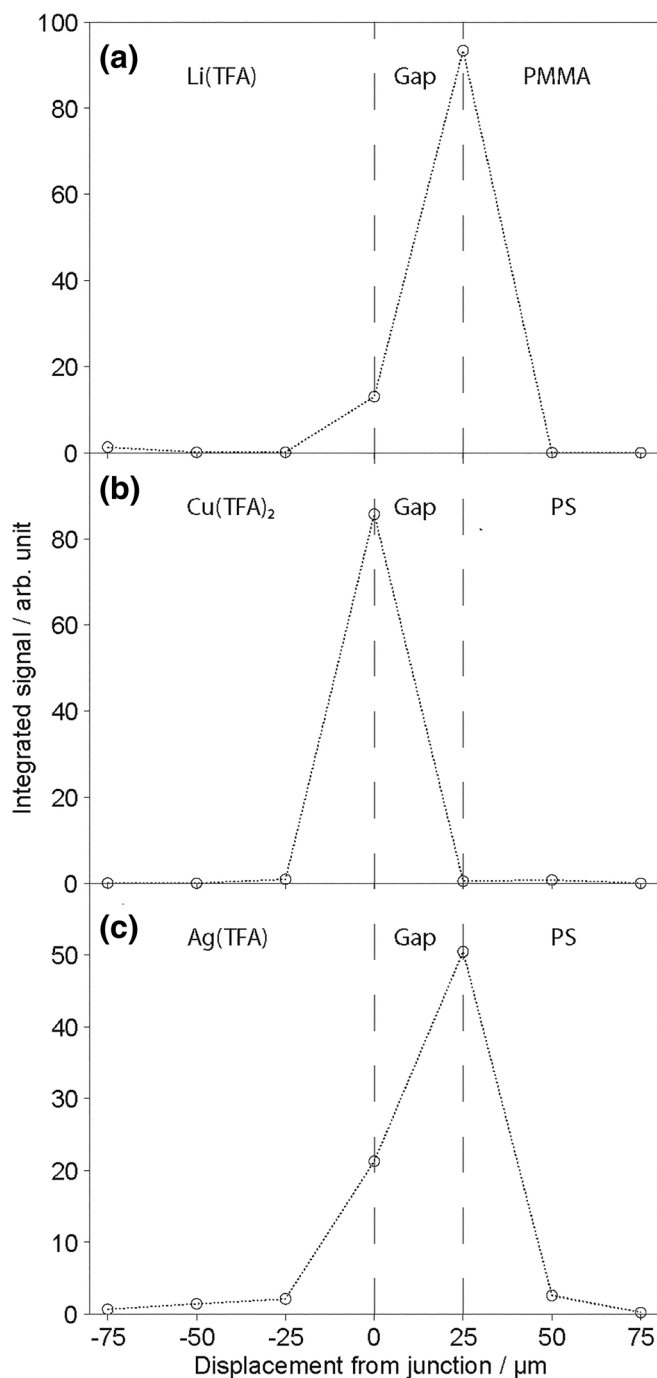 100
(a)
Li(TFA) Gap PMMA
80
60
40
20
0
(b)
Cu(TFA)₂ Gap PS
80
60
40
20
0
Integrated signal / arb. unit
(c)
Ag(TFA) Gap PS
50
40
30
20
10
0
-75 -50 -25 0 25 50 75
Displacement from junction / μm